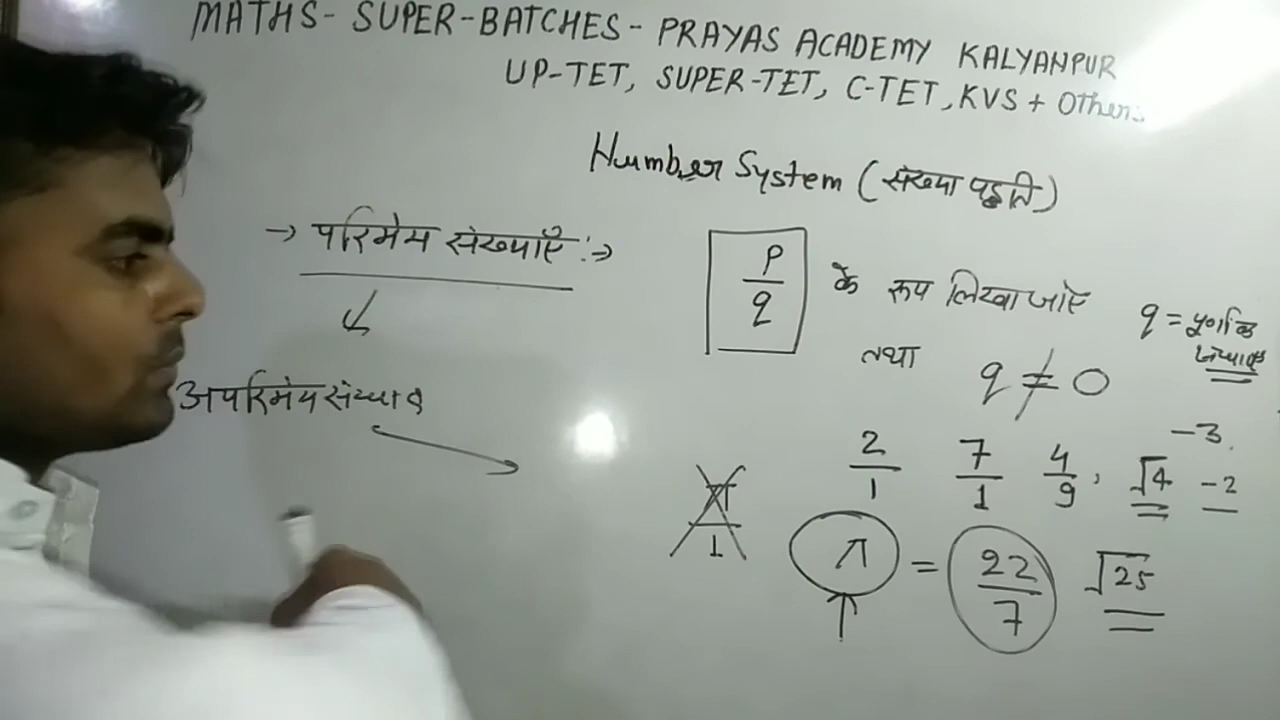 MATHS- SUPER-BATCHES- PRAYAS ACADEMY KALYANPUR
UP-TET, SUPER-TET, C-TET, KVS + Others
Number System (संख्या पद्धति)
→ परिमेय संख्याएँ :→
p/q के रूप लिखा जाए
q = पूर्णांक
तथा q ≠ 0
अपरिमेय संख्या
2/1 7/1 4/9, √4 -3 -2
π/1 π = 22/7 √25